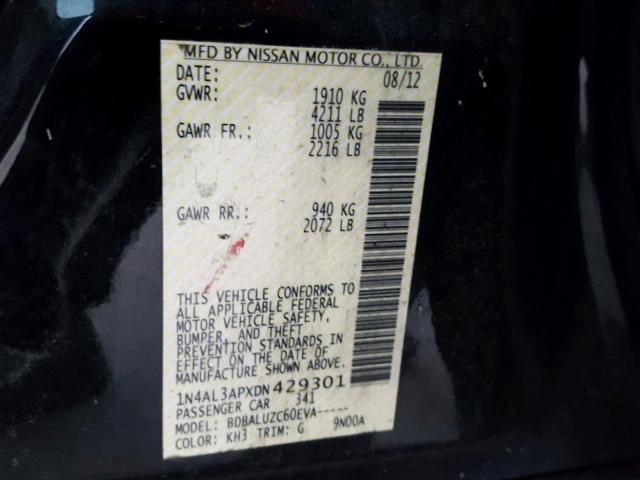 MFD BY NISSAN MOTOR CO., LTD.
DATE: 08/12
GVWR: 1910 KG
4211 LB
GAWR FR.: 1005 KG
2216 LB
GAWR RR.: 940 KG
2072 LB
THIS VEHICLE CONFORMS TO
ALL APPLICABLE FEDERAL
MOTOR VEHICLE SAFETY,
BUMPER, AND THEFT
PREVENTION STANDARDS IN
EFFECT ON THE DATE OF
MANUFACTURE SHOWN ABOVE.
1N4AL3APXDN429301
PASSENGER CAR 341
MODEL: BDBALUZC60EVA-----
COLOR: KH3 TRIM: G 9N00A